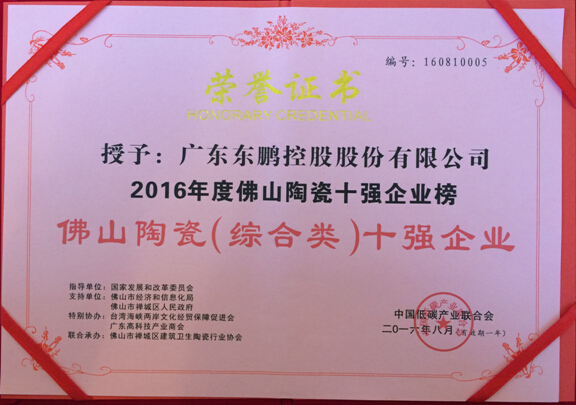 编号：160810005
荣誉证书
HONORARY CREDENTIAL
授予：广东东鹏控股股份有限公司
2016年度佛山陶瓷十强企业榜
佛山陶瓷(综合类)十强企业
指导单位：国家发展和改革委员会
支持单位：佛山市经济和信息化局
佛山市禅城区人民政府
特别协办：台湾海峡两岸文化经贸保障促进会
广东高科技产业商会
联合承办：佛山市禅城区建筑卫生陶瓷行业协会
中国低碳产业联合会
二〇一六年八月(有效期一年)